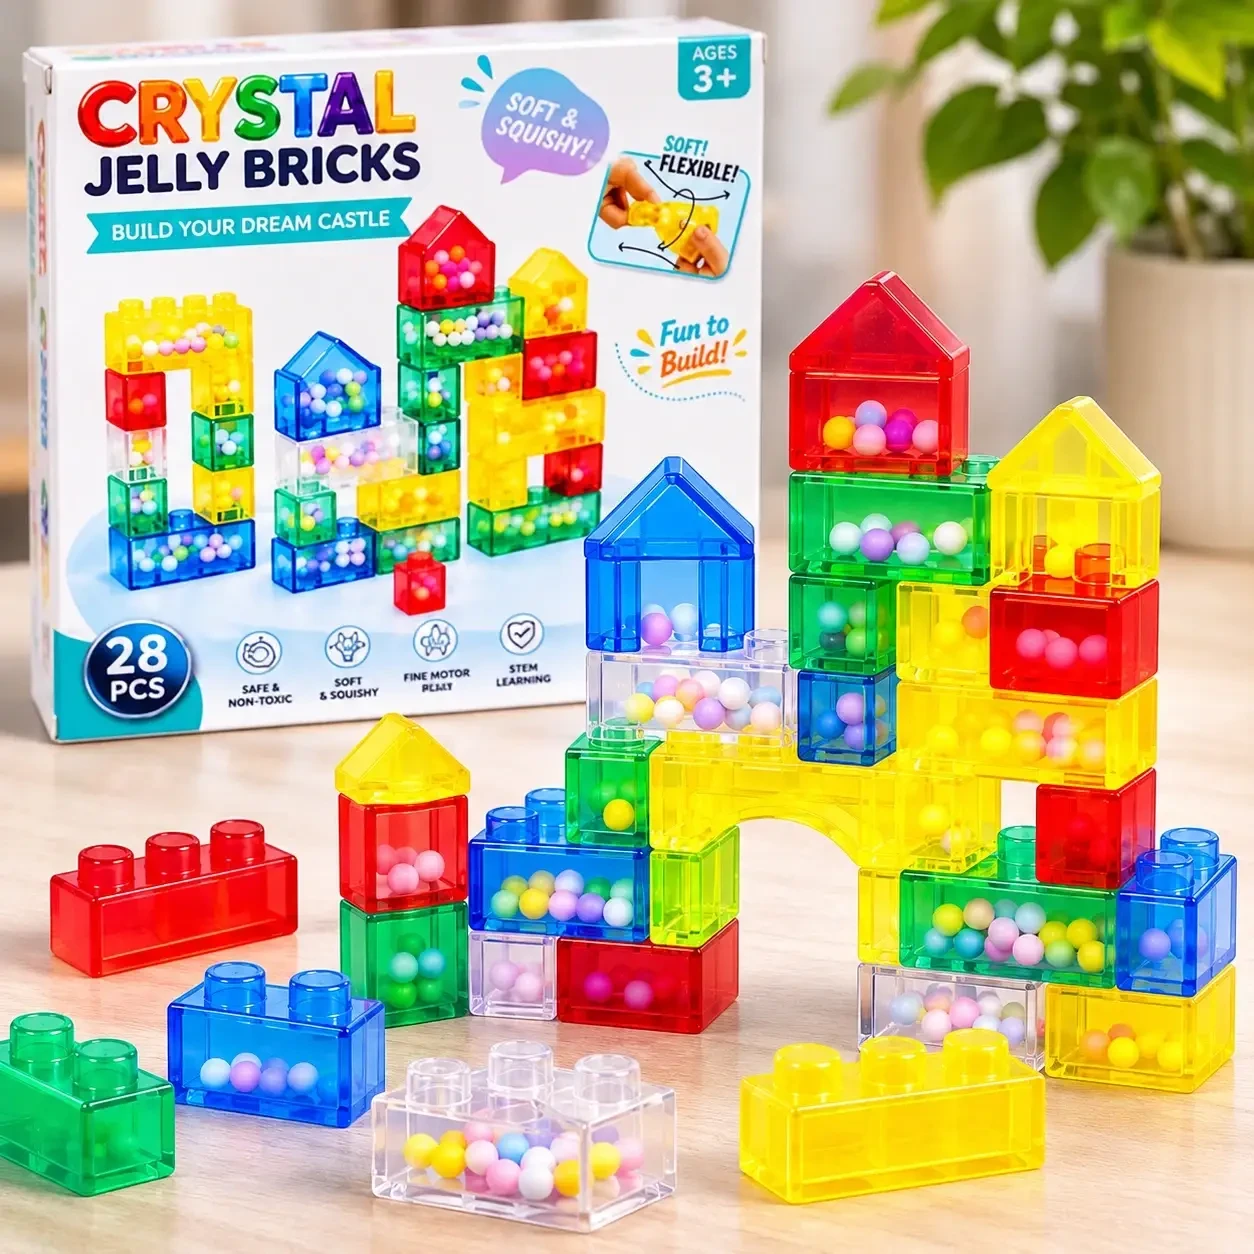 CRYSTAL
JELLY BRICKS
BUILD YOUR DREAM CASTLE
SOFT &
SQUISHY!
AGES
3+
SOFT!
FLEXIBLE!
Fun to
Build!
28
PCS
SAFE &
NON-TOXIC
SOFT
& SQUISHY
FINE MOTOR
STEM
LEARNING